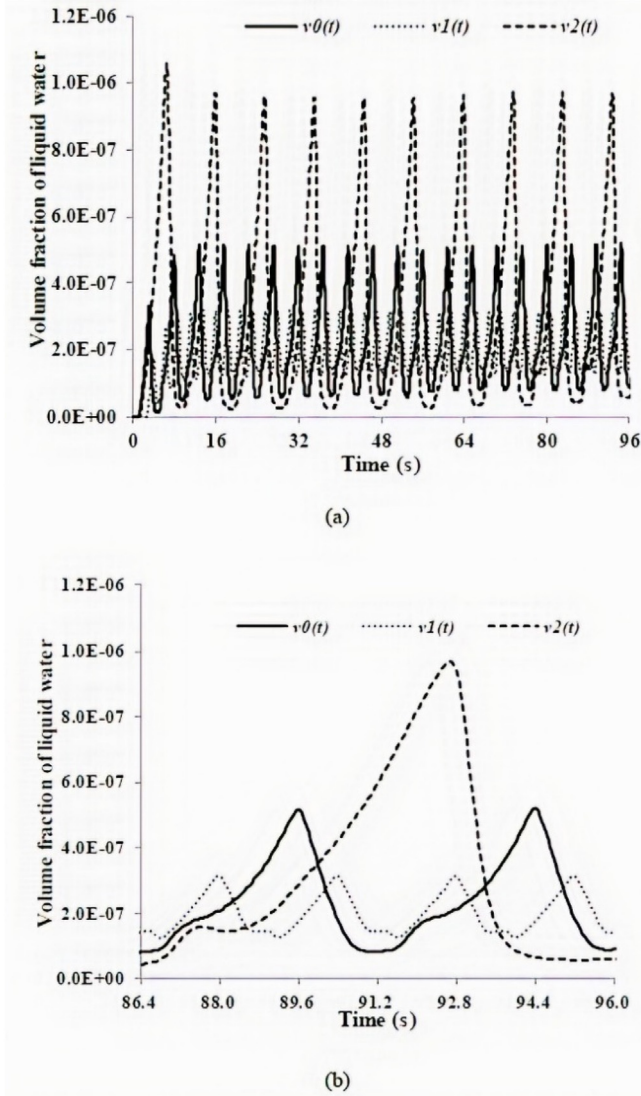 1.2E-06
v0(t) v1(t) v2(t)
1.0E-06
8.0E-07
6.0E-07
4.0E-07
2.0E-07
0.0E+00
Volume fraction of liquid water
0 16 32 48 64 80 96
Time (s)
(a)
1.2E-06
v0(t) v1(t) v2(t)
1.0E-06
8.0E-07
6.0E-07
4.0E-07
2.0E-07
0.0E+00
Volume fraction of liquid water
86.4 88.0 89.6 91.2 92.8 94.4 96.0
Time (s)
(b)